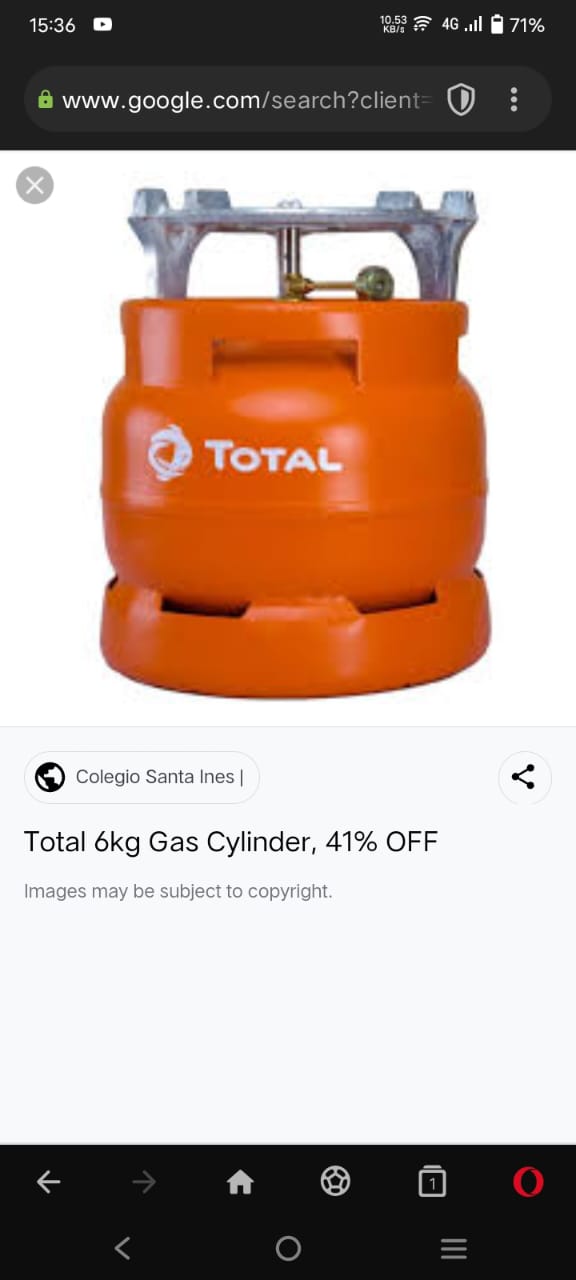 15:36
10.53
KB/s
4G
71%
www.google.com/search?client=
TOTAL
Colegio Santa Ines |
Total 6kg Gas Cylinder, 41% OFF
Images may be subject to copyright.
1